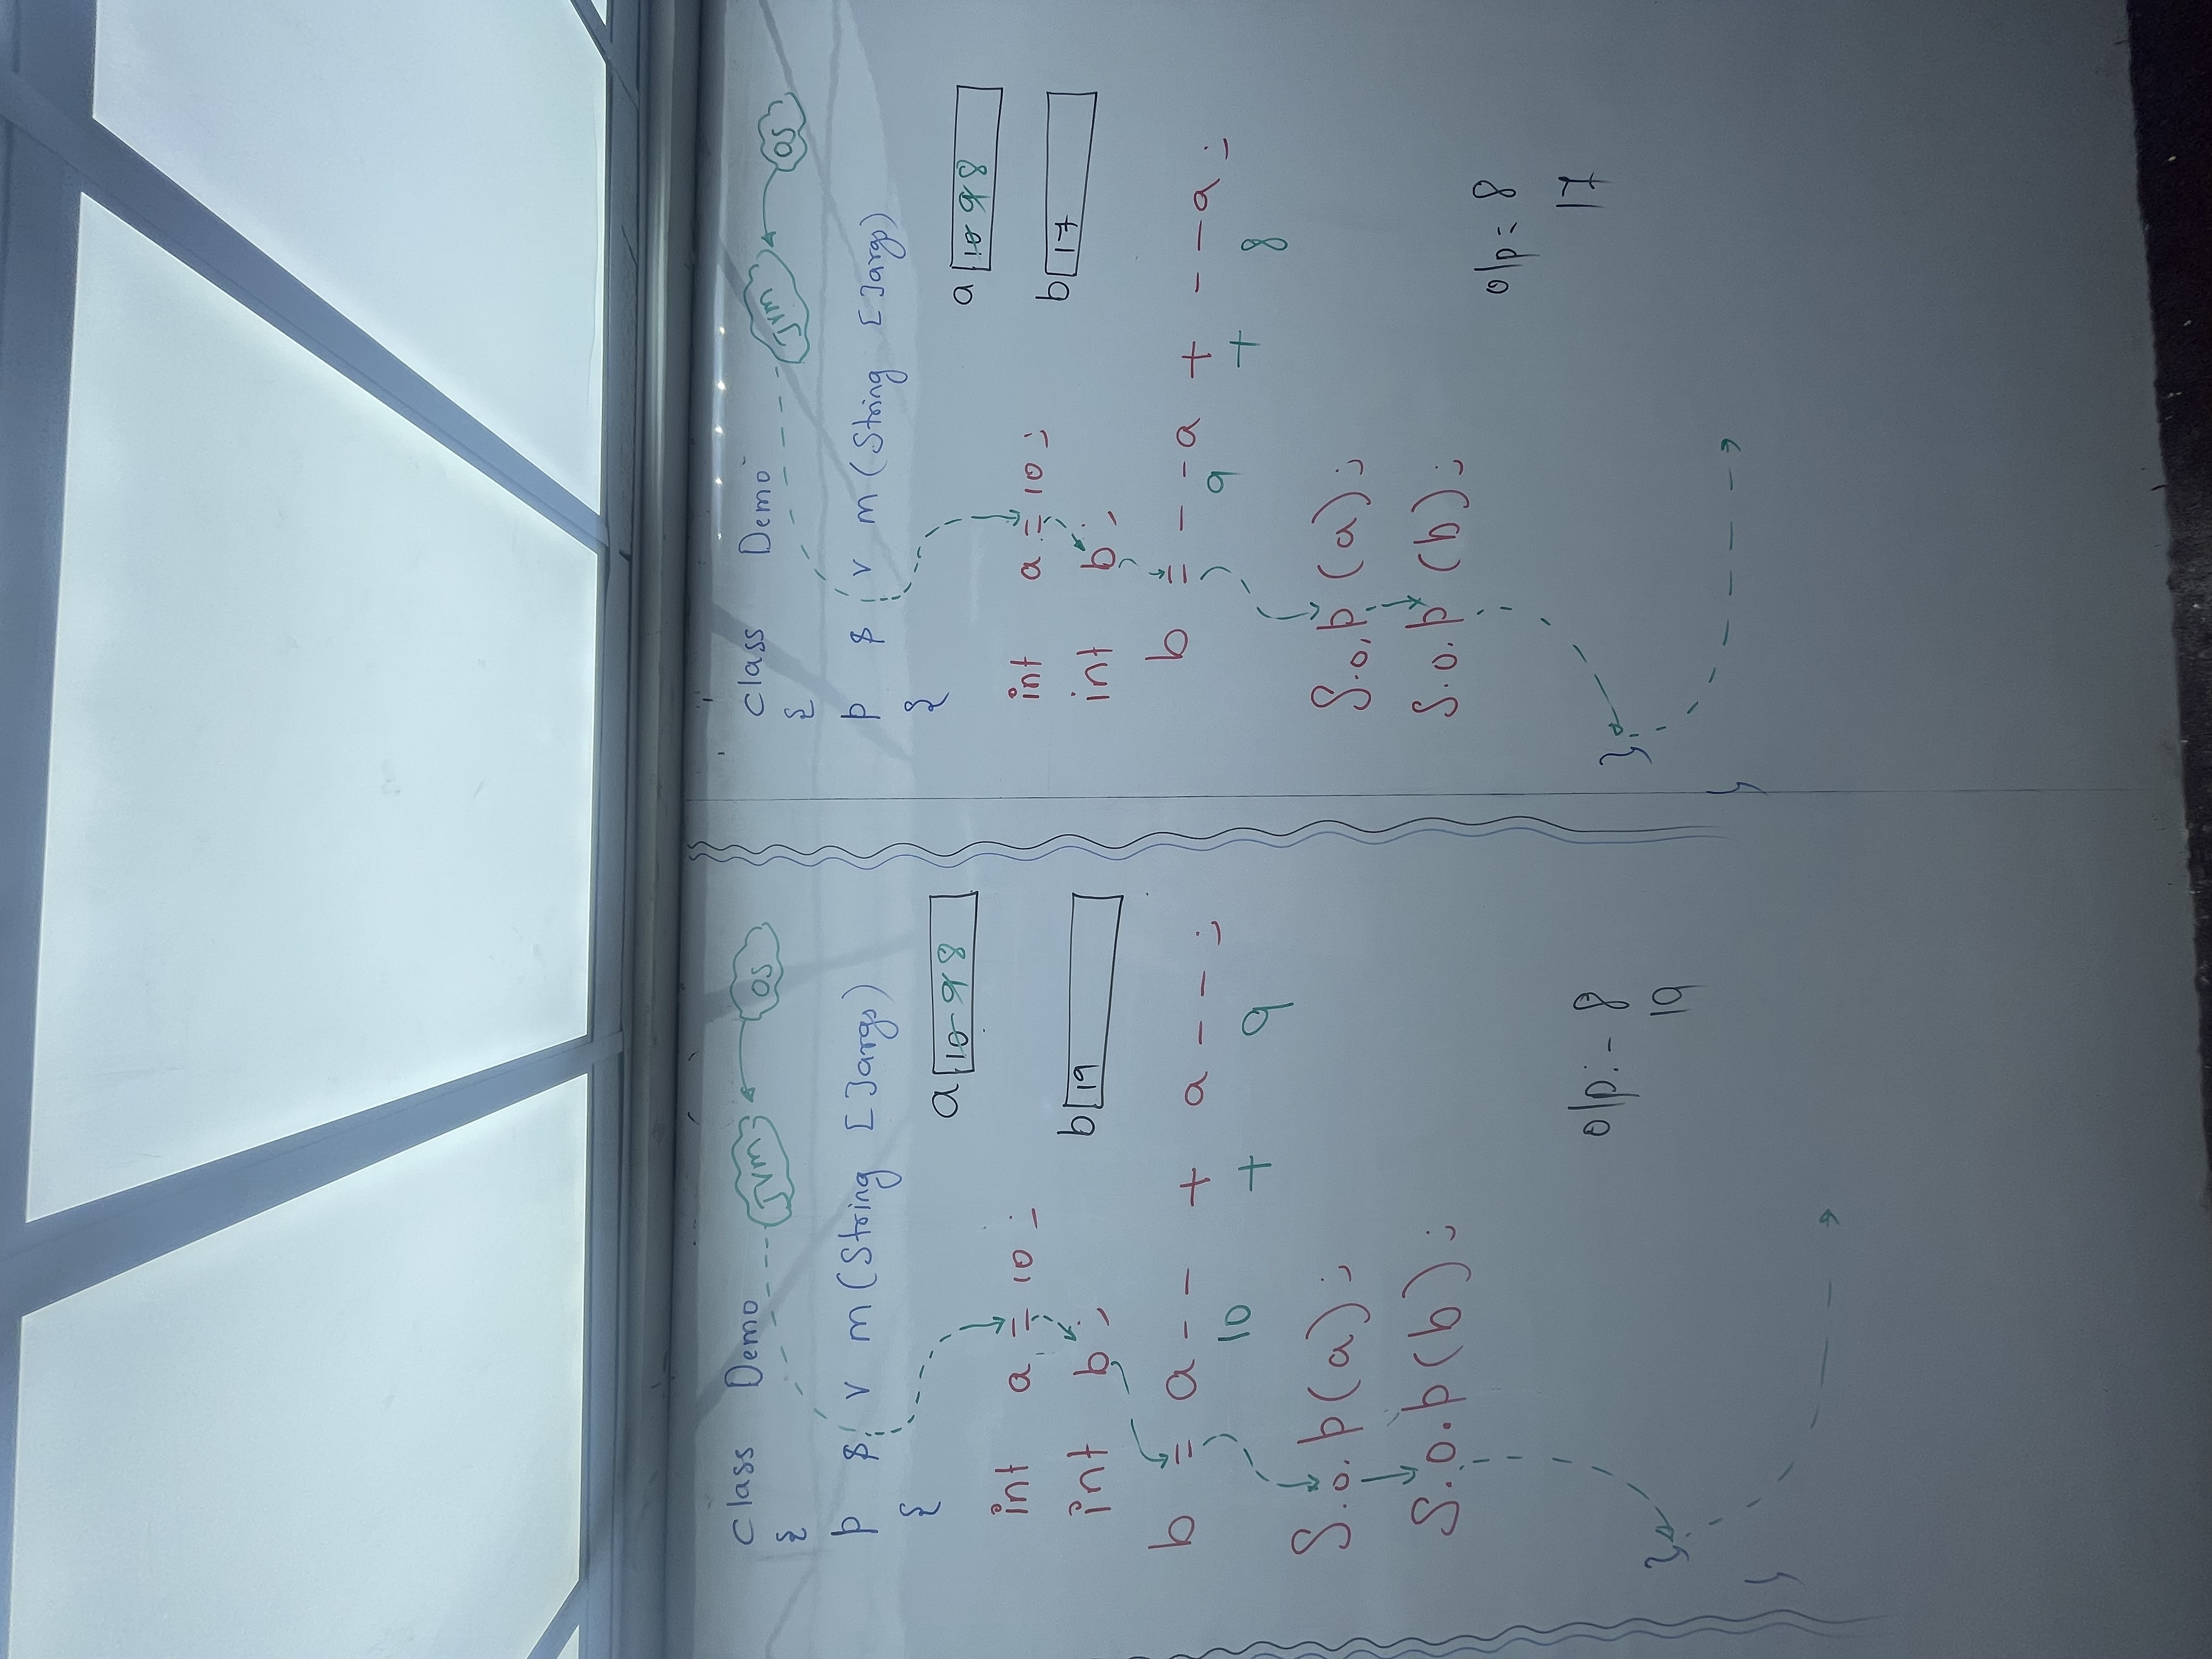 class Demo JVM OS
{
p s v m (String []args)
{
a 10 9 8
int a = 10 ;
int b ;
b 19
b = a-- + a-- ;
10 + 9
S.o.p(a) ;
S.o.p(b) ;
o/p :- 8
19
}
}
class Demo JVM OS
{
p s v m (String []args)
{
a 10 9 8
int a = 10 ;
b 17
int b ;
b = --a + --a ;
9 + 8
S.o.p (a) ;
S.o.p (b) ;
o/p = 8
17
}
}